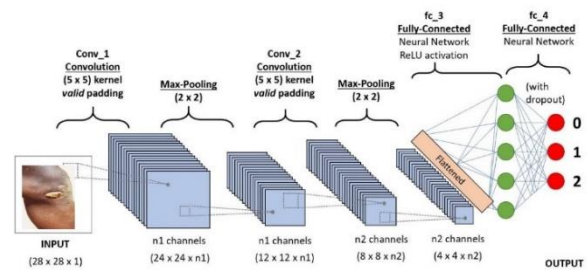 fc_3
Fully-Connected
Neural Network
ReLU activation
fc_4
Fully-Connected
Neural Network
Conv_1
Convolution
(5 x 5) kernel
valid padding
Max-Pooling
(2 x 2)
Conv_2
Convolution
(5 x 5) kernel
valid padding
Max-Pooling
(2 x 2)
(with
dropout)
Flattened
0
1
2
INPUT
(28 x 28 x 1)
n1 channels
(24 x 24 x n1)
n1 channels
(12 x 12 x n1)
n2 channels
(8 x 8 x n2)
n2 channels
(4 x 4 x n2)
OUTPUT